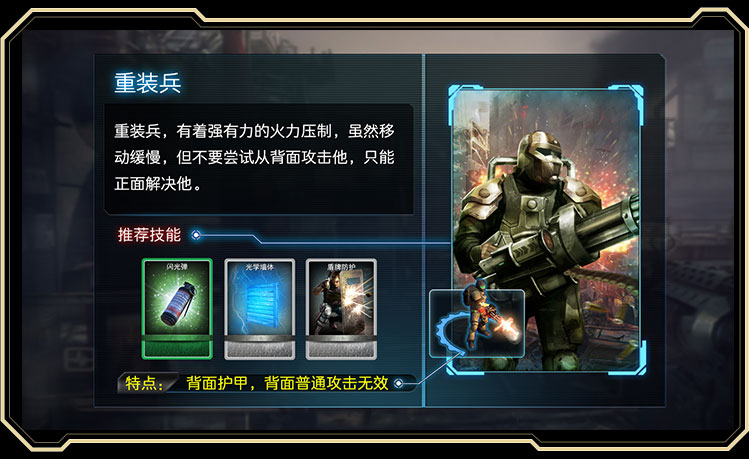 重装兵
重装兵，有着强有力的火力压制，虽然移
动缓慢，但不要尝试从背面攻击他，只能
正面解决他。
推荐技能
闪光弹
光学墙体
盾牌防护
特点：背面护甲，背面普通攻击无效